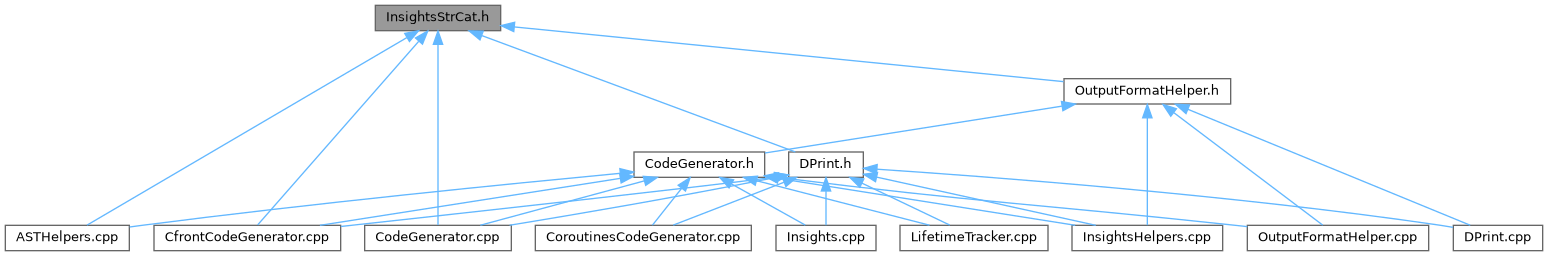 InsightsStrCat.h
OutputFormatHelper.h
CodeGenerator.h
DPrint.h
ASTHelpers.cpp
CfrontCodeGenerator.cpp
CodeGenerator.cpp
CoroutinesCodeGenerator.cpp
Insights.cpp
LifetimeTracker.cpp
InsightsHelpers.cpp
OutputFormatHelper.cpp
DPrint.cpp